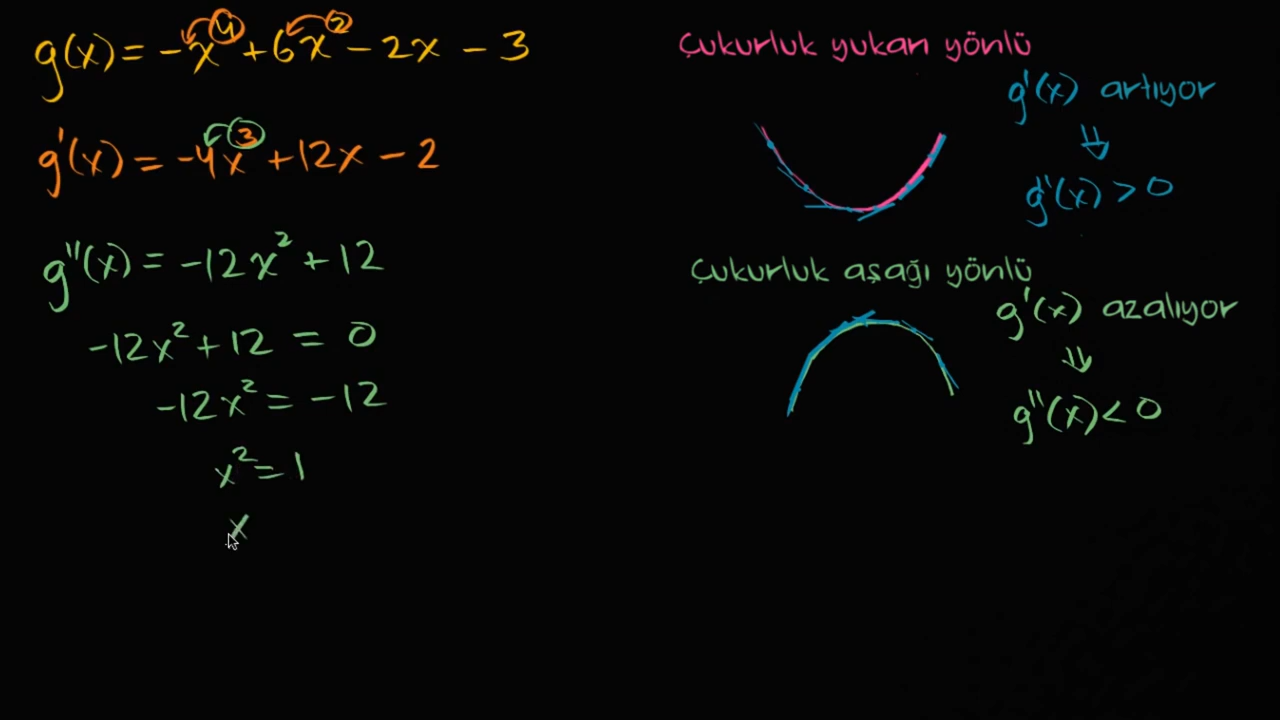 g(x) = -x⁴ + 6x² - 2x - 3
g'(x) = -4x³ + 12x - 2
g''(x) = -12x² + 12
-12x² + 12 = 0
-12x² = -12
x² = 1
x
Çukurluk yukarı yönlü
g'(x) artıyor
⇓
g''(x) > 0
Çukurluk aşağı yönlü
g'(x) azalıyor
⇓
g''(x) < 0